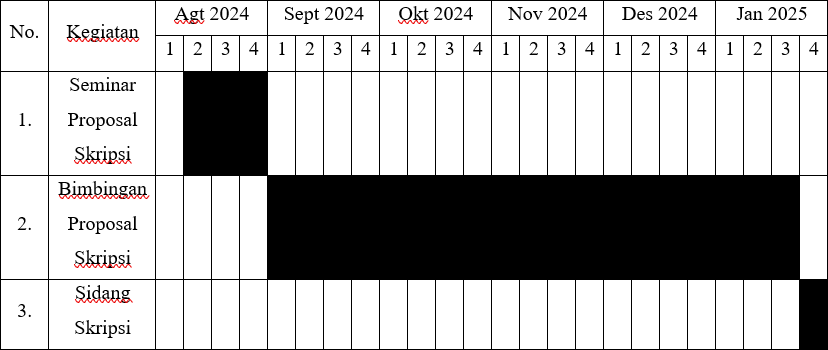 No. Kegiatan Agt 2024 Sept 2024 Okt 2024 Nov 2024 Des 2024 Jan 2025
1 2 3 4 1 2 3 4 1 2 3 4 1 2 3 4 1 2 3 4 1 2 3 4
1. Seminar
Proposal
Skripsi
2. Bimbingan
Proposal
Skripsi
3. Sidang
Skripsi